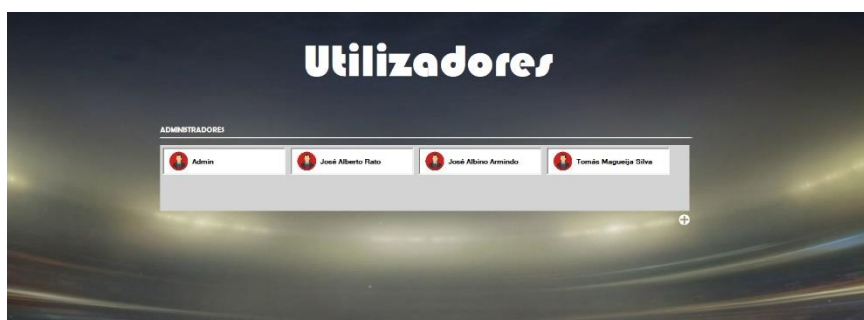 Utilizadores
ADMINISTRADORES
Admin
José Alberto Rato
José Albino Armindo
Tomás Magueija Silva